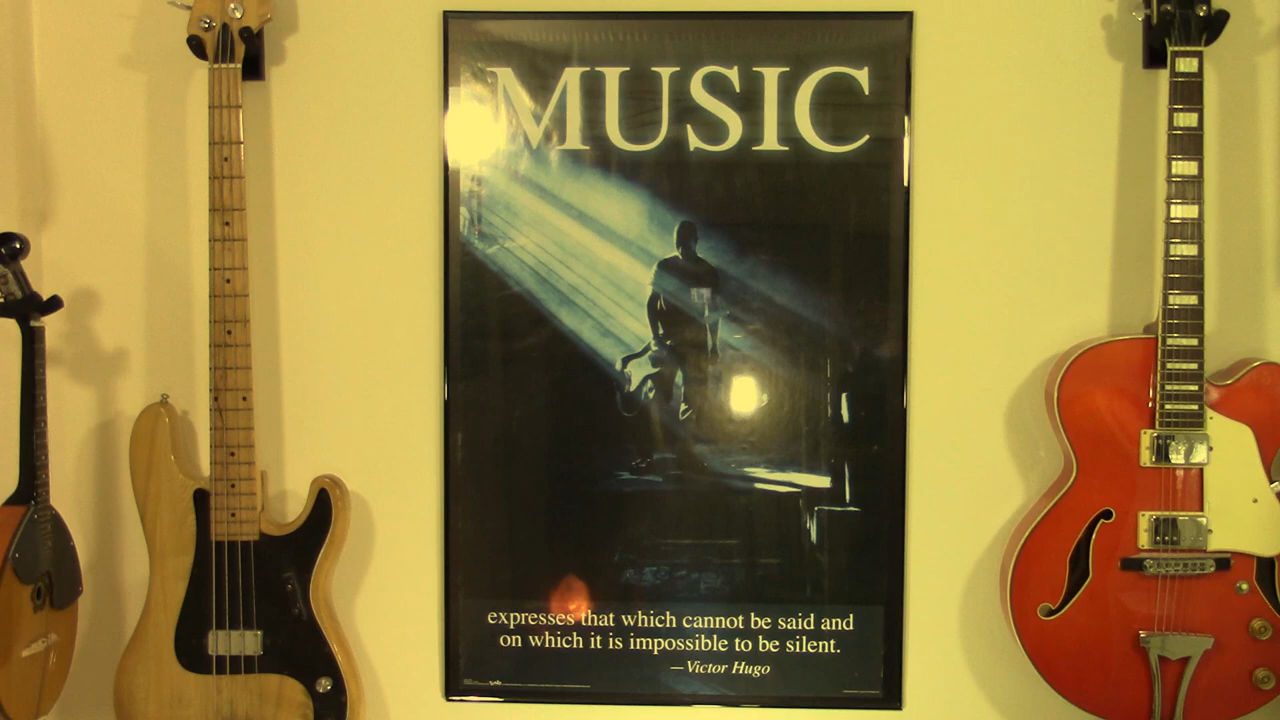 MUSIC
expresses that which cannot be said and
on which it is impossible to be silent.
—Victor Hugo